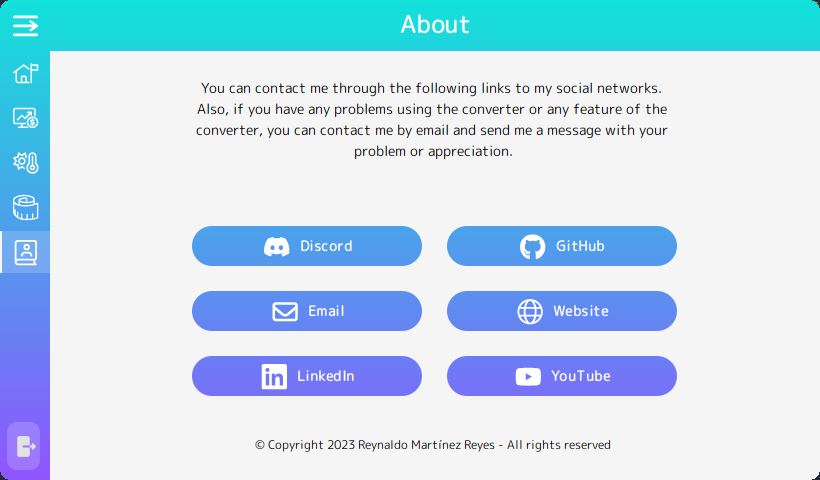 About
You can contact me through the following links to my social networks.
Also, if you have any problems using the converter or any feature of the
converter, you can contact me by email and send me a message with your
problem or appreciation.
Discord
GitHub
Email
Website
LinkedIn
YouTube
© Copyright 2023 Reynaldo Martínez Reyes - All rights reserved